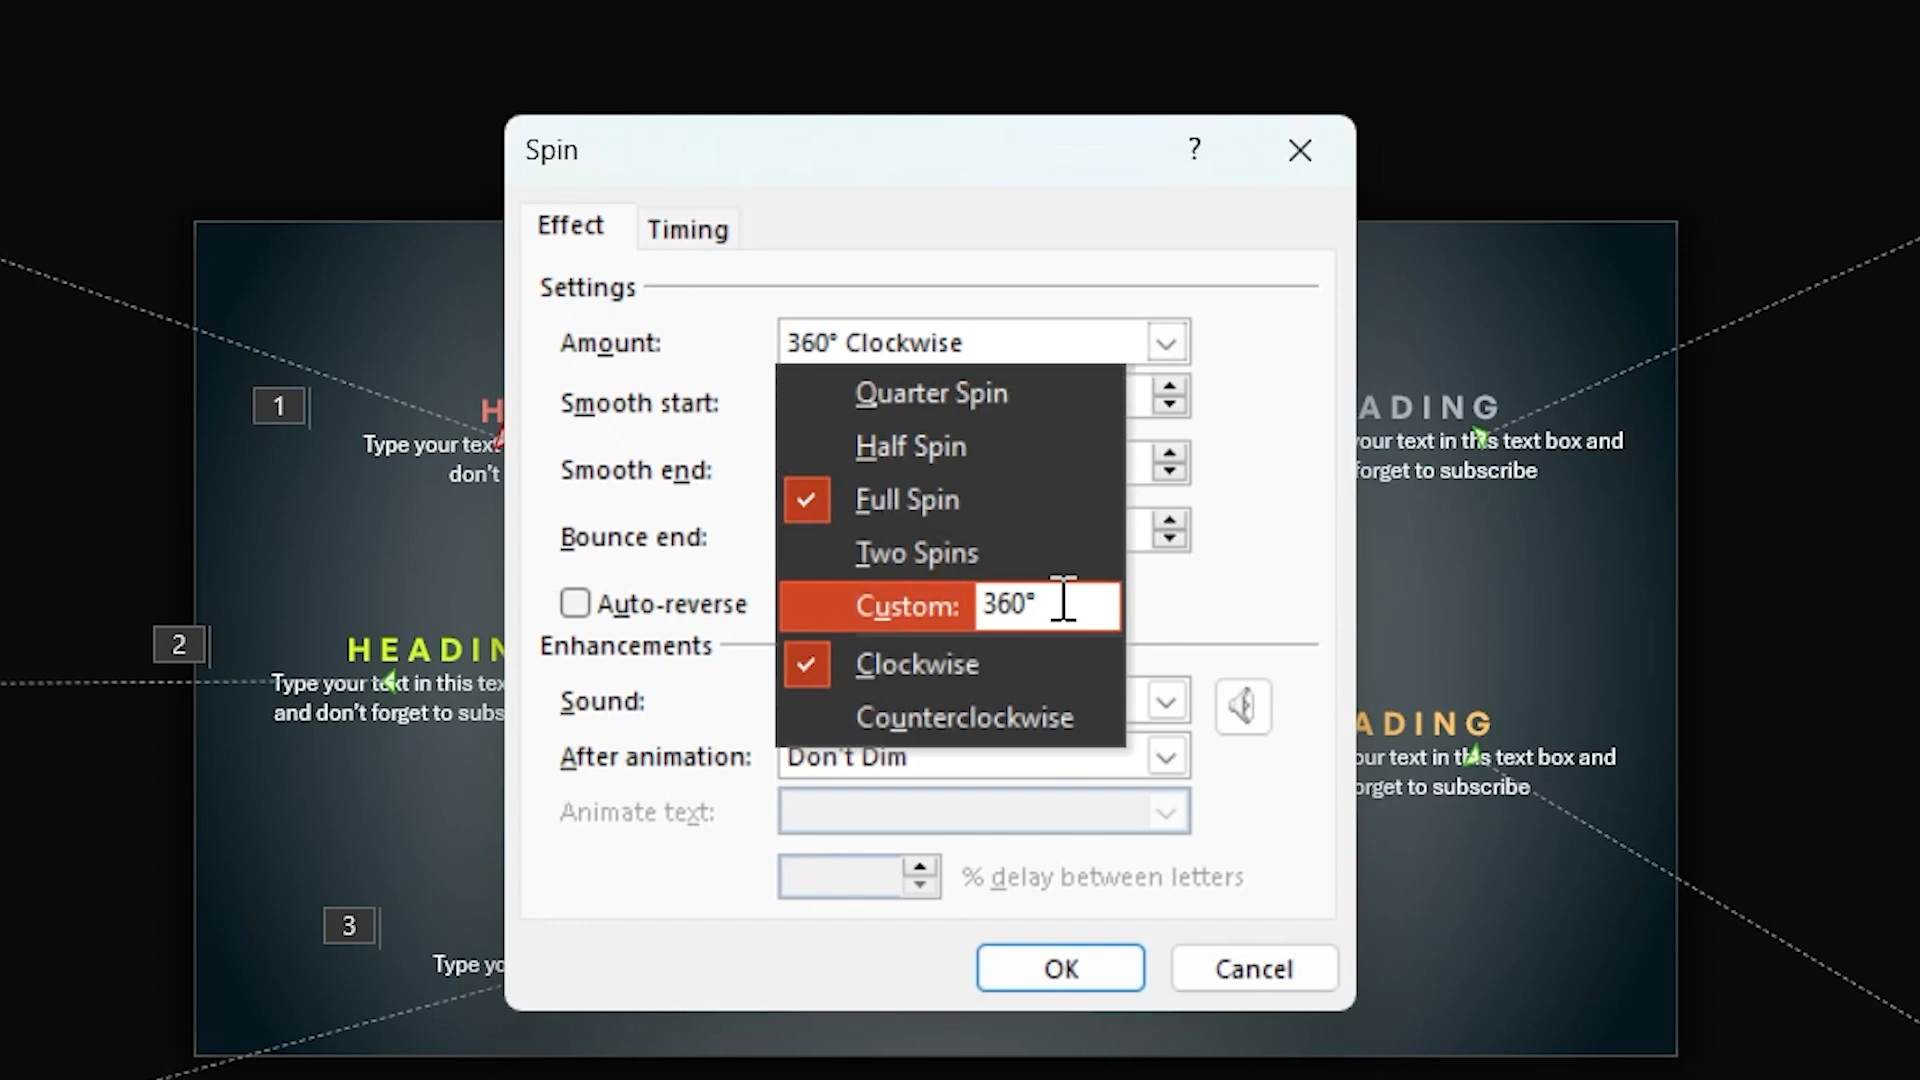 Spin
?
Effect
Timing
Settings
Amount:
360° Clockwise
Quarter Spin
Smooth start:
Half Spin
Smooth end:
Full Spin
Bounce end:
Two Spins
Auto-reverse
Custom: 360°
Enhancements
Clockwise
Sound:
Counterclockwise
After animation:
Don't Dim
Animate text:
% delay between letters
OK
Cancel
1
H
Type your text
don't
2
HEADIN
Type your text in this tex
and don't forget to subs
3
Type yo
ADING
our text in this text box and
forget to subscribe
ADING
our text in this text box and
orget to subscribe